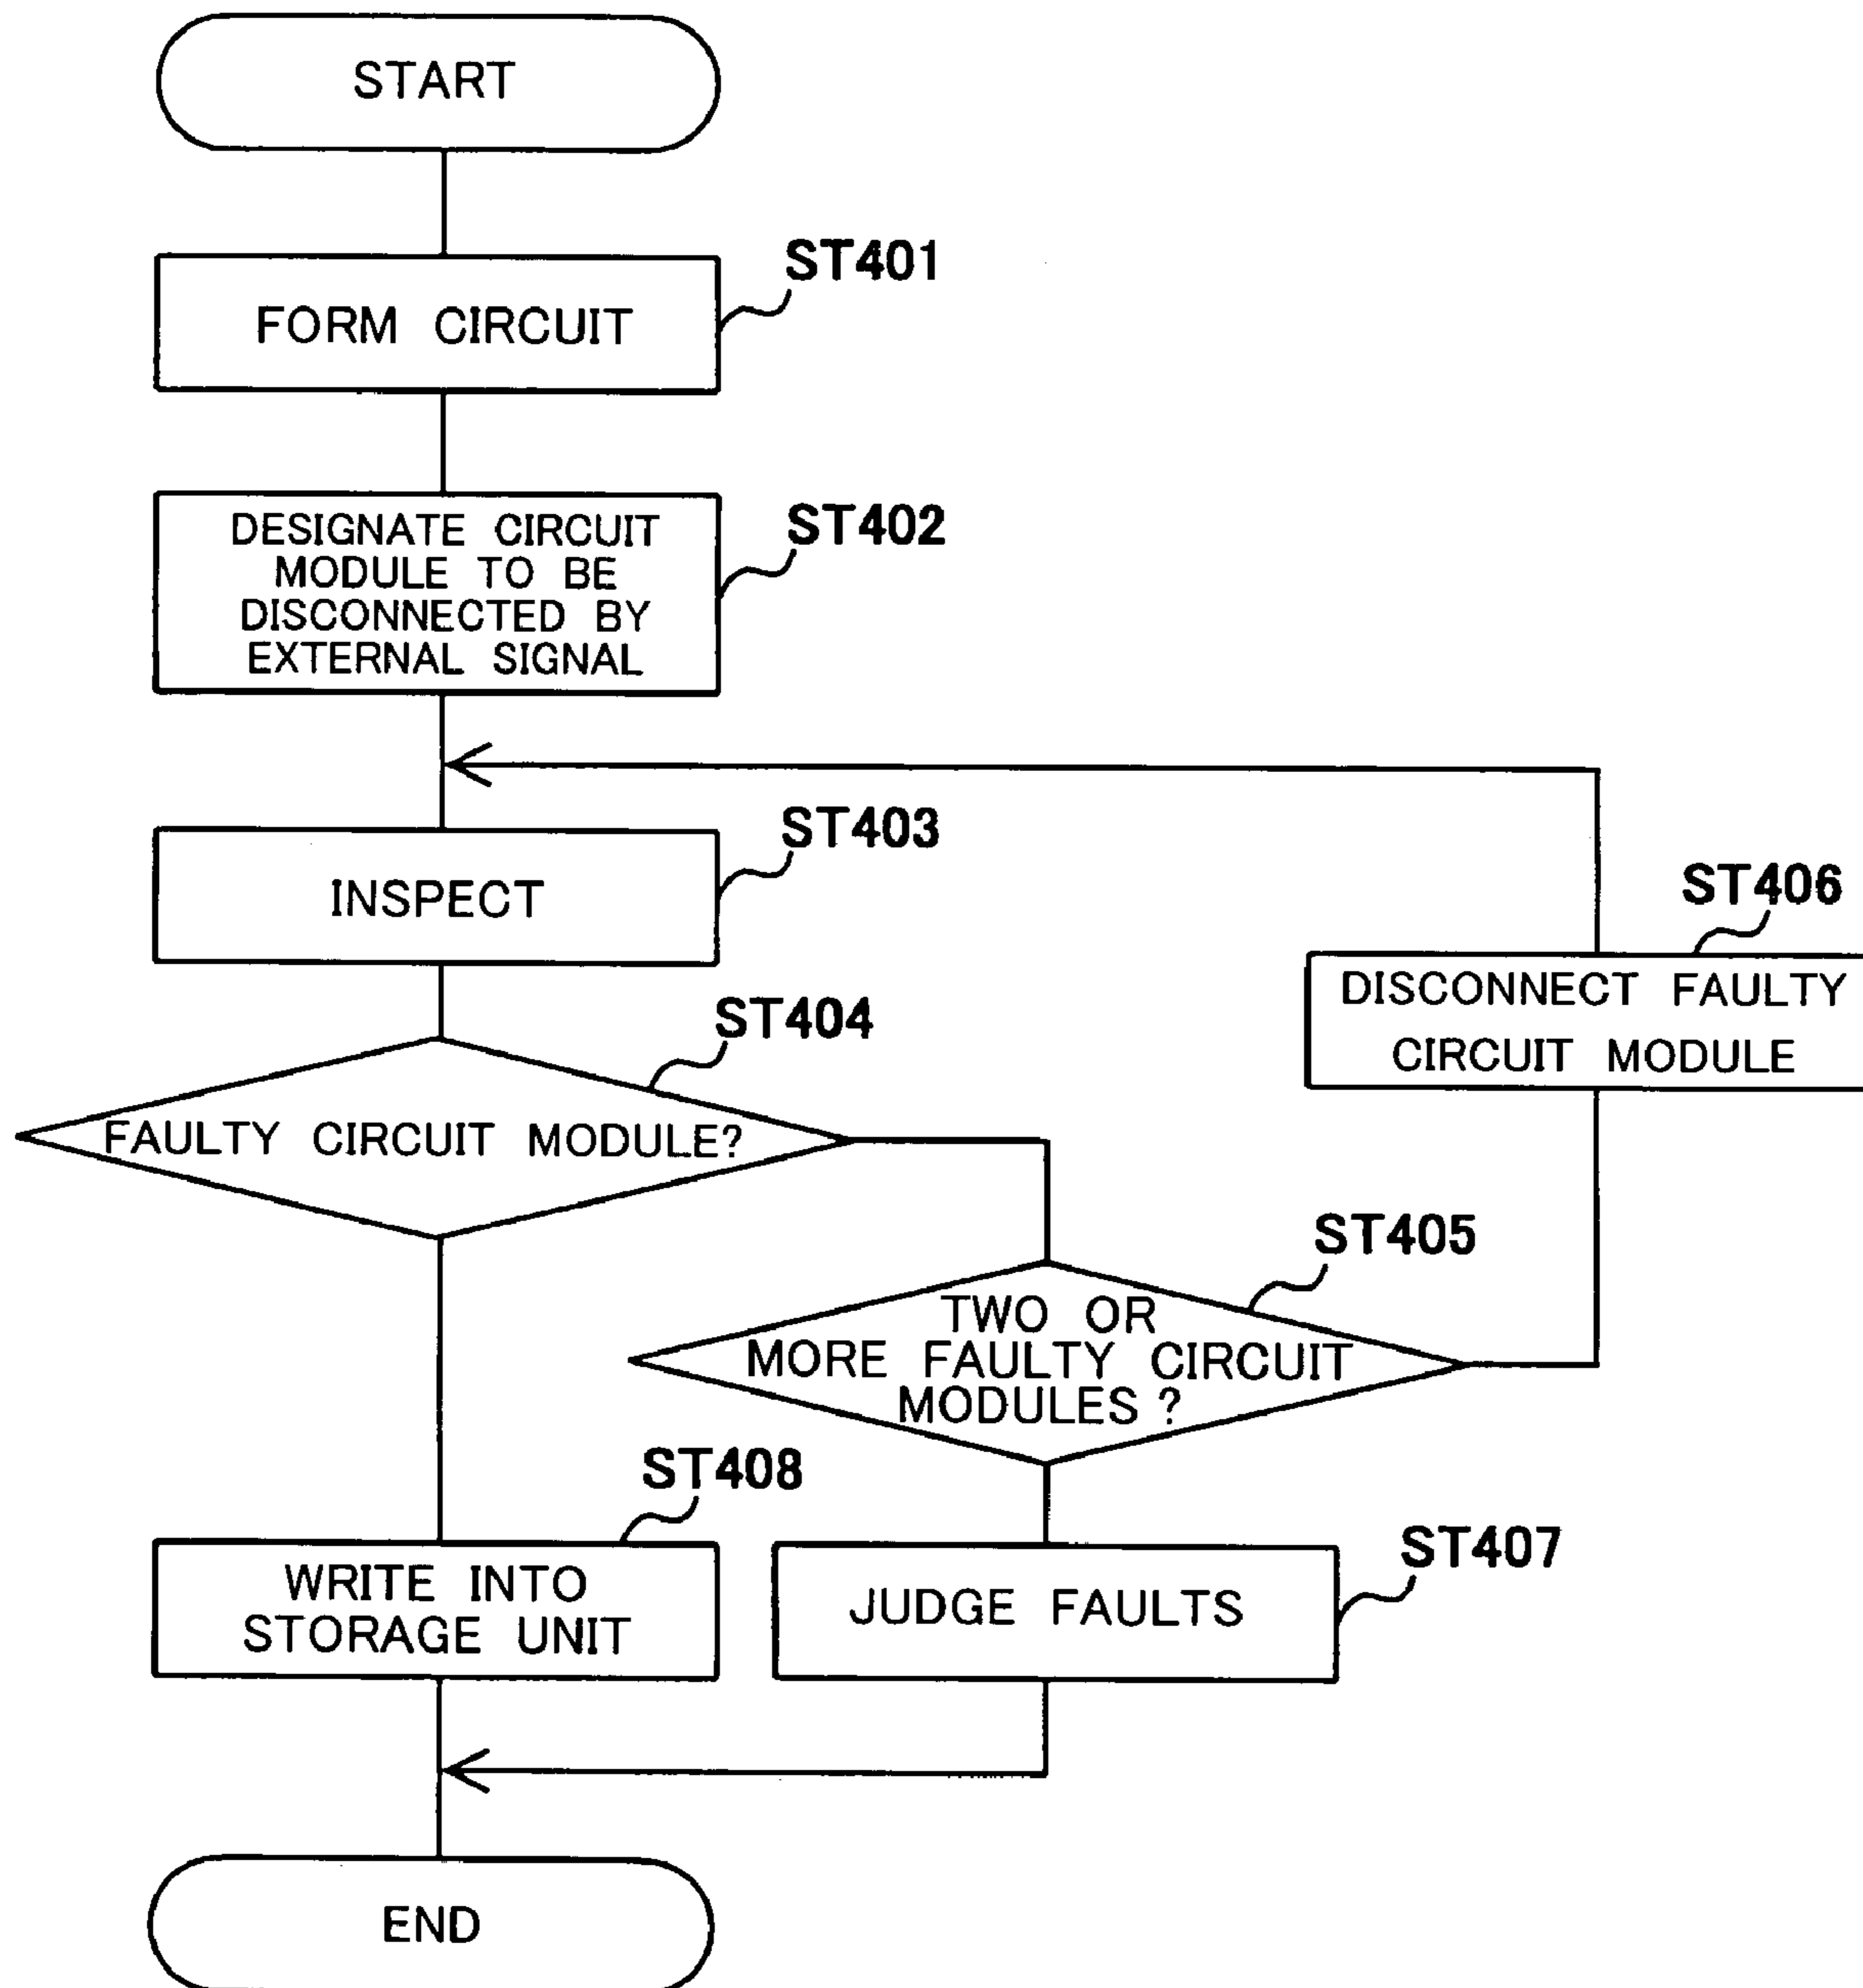 START
ST401
FORM CIRCUIT
ST402
DESIGNATE CIRCUIT
MODULE TO BE
DISCONNECTED BY
EXTERNAL SIGNAL
ST403
INSPECT
ST406
DISCONNECT FAULTY
CIRCUIT MODULE
ST404
FAULTY CIRCUIT MODULE?
ST405
TWO OR
MORE FAULTY CIRCUIT
MODULES ?
ST408
WRITE INTO
STORAGE UNIT
ST407
JUDGE FAULTS
END